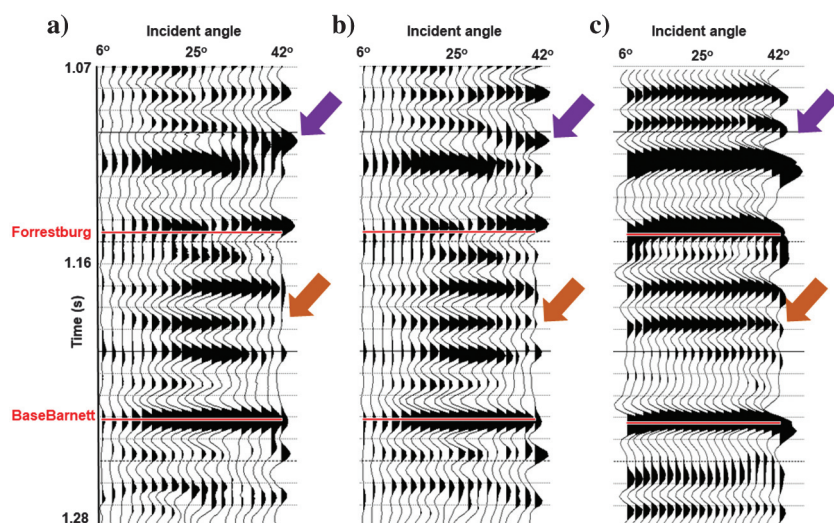 a) Incident angle b) Incident angle c) Incident angle
6° 25° 42° 6° 25° 42° 6° 25° 42°
1.07
Forrestburg
1.16
Time (s)
BaseBarnett
1.28